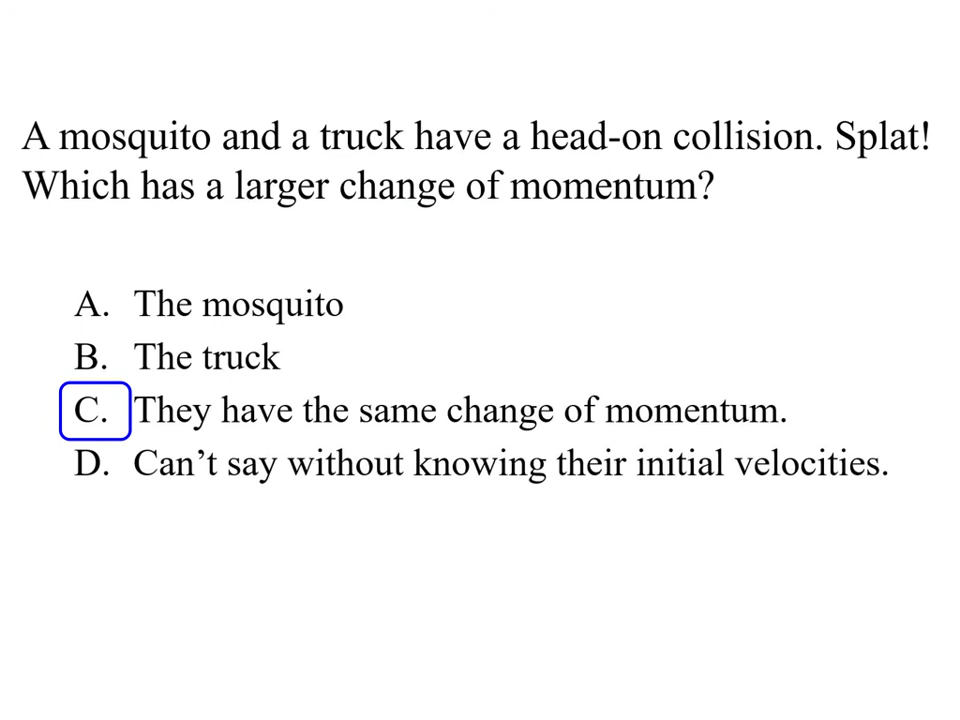 A mosquito and a truck have a head-on collision. Splat!
Which has a larger change of momentum?
A. The mosquito
B. The truck
C. They have the same change of momentum.
D. Can’t say without knowing their initial velocities.